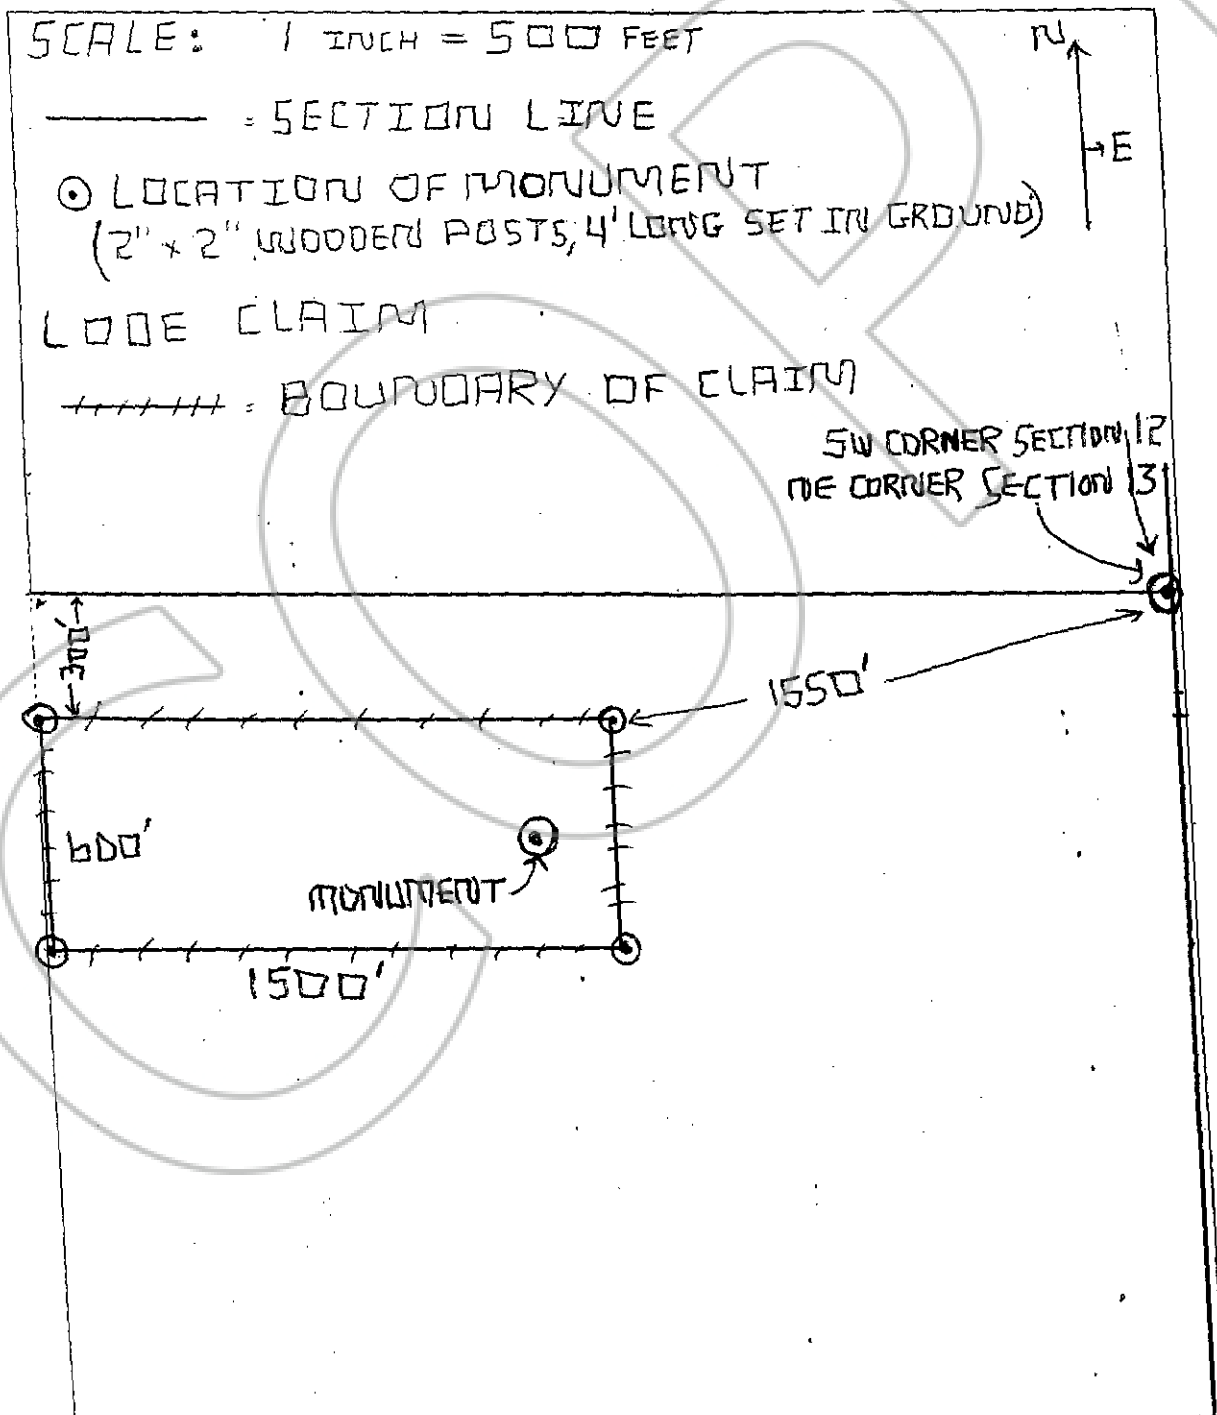 SCALE: 1 INCH = 500 FEET
N
= SECTION LINE
E
LOCATION OF MONUMENT
(2" x 2" WOODEN POSTS, 4' LONG SET IN GROUND)
LODE CLAIM
= BOUNDARY OF CLAIM
SW CORNER SECTION 12
NE CORNER SECTION 13
300'
1550'
600'
MONUMENT
1500'
COPY